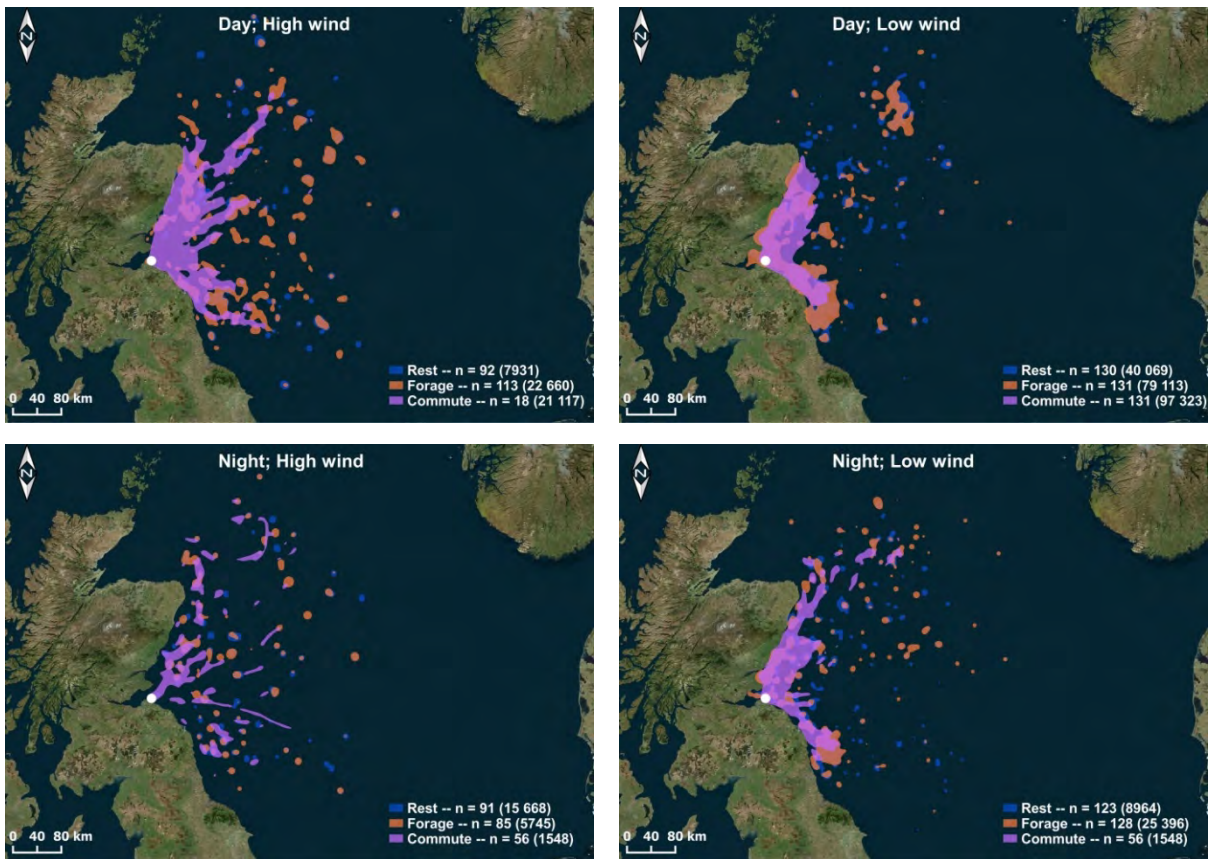 Day; High wind
N
Rest -- n = 92 (7931)
Forage -- n = 113 (22 660)
Commute -- n = 18 (21 117)
0 40 80 km
Day; Low wind
N
Rest -- n = 130 (40 069)
Forage -- n = 131 (79 113)
Commute -- n = 131 (97 323)
0 40 80 km
Night; High wind
N
Rest -- n = 91 (15 668)
Forage -- n = 85 (5745)
Commute -- n = 56 (1548)
0 40 80 km
Night; Low wind
N
Rest -- n = 123 (8964)
Forage -- n = 128 (25 396)
Commute -- n = 56 (1548)
0 40 80 km